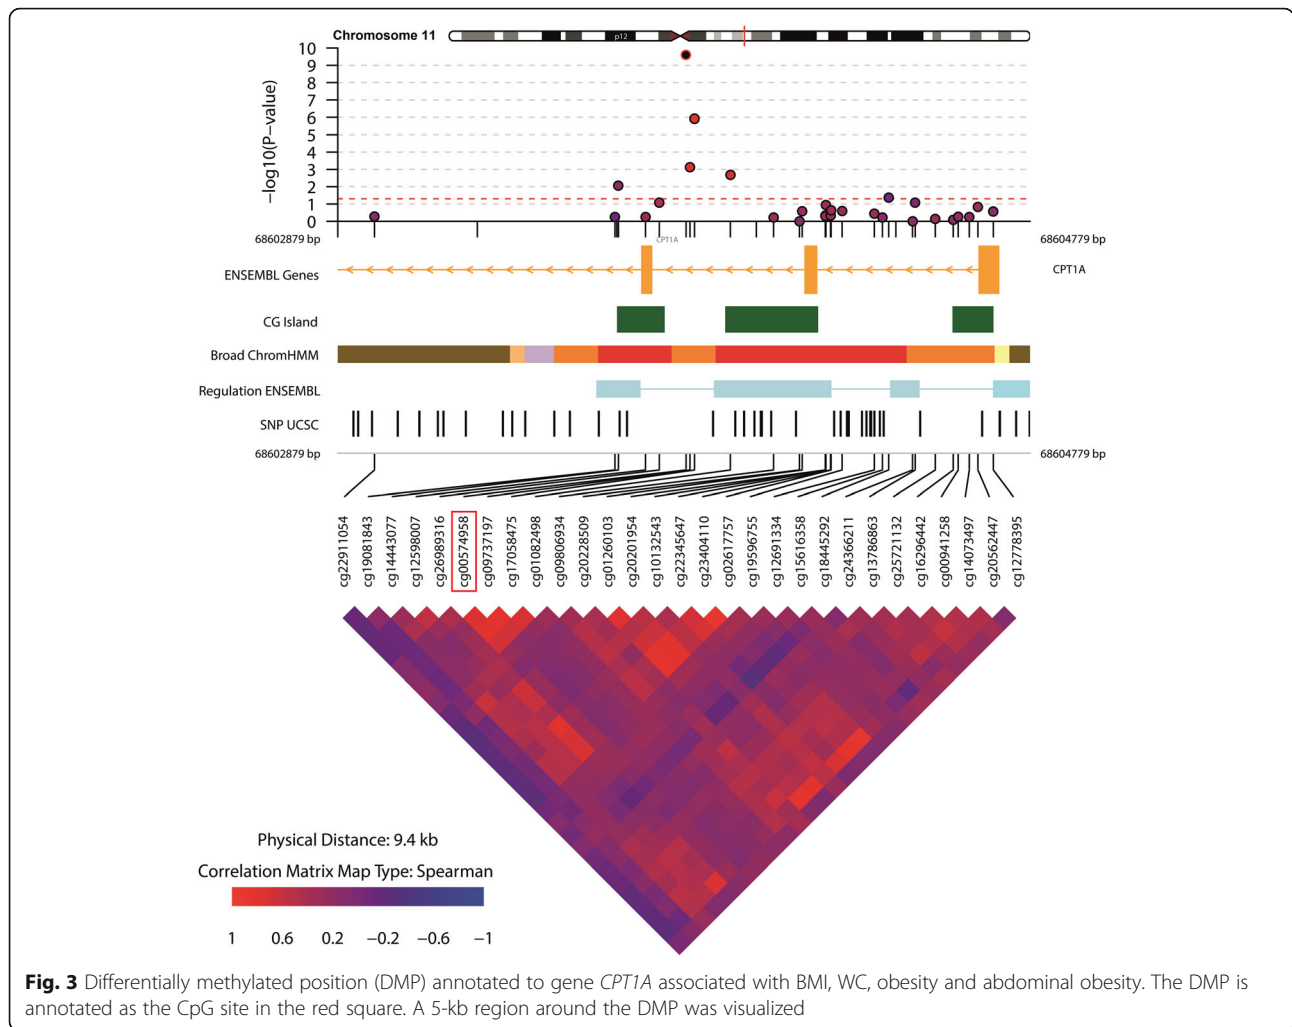 Chromosome 11
p12
10
9
8
7
6
5
4
3
2
1
0
−log10(P−value)
68602879 bp
CPT1A
68604779 bp
ENSEMBL Genes
CPT1A
CG Island
Broad ChromHMM
Regulation ENSEMBL
SNP UCSC
68602879 bp
68604779 bp
cg22911054
cg19081843
cg14443077
cg12598007
cg26989316
cg00574958
cg09737197
cg17058475
cg01082498
cg09806934
cg20228509
cg01260103
cg20201954
cg10132543
cg22345647
cg23404110
cg02617757
cg19596755
cg12691334
cg15616358
cg18445292
cg24366211
cg13786863
cg25721132
cg16296442
cg00941258
cg14073497
cg20562447
cg12778395
Physical Distance: 9.4 kb
Correlation Matrix Map Type: Spearman
1 0.6 0.2 −0.2 −0.6 −1
Fig. 3 Differentially methylated position (DMP) annotated to gene CPT1A associated with BMI, WC, obesity and abdominal obesity. The DMP is
annotated as the CpG site in the red square. A 5-kb region around the DMP was visualized